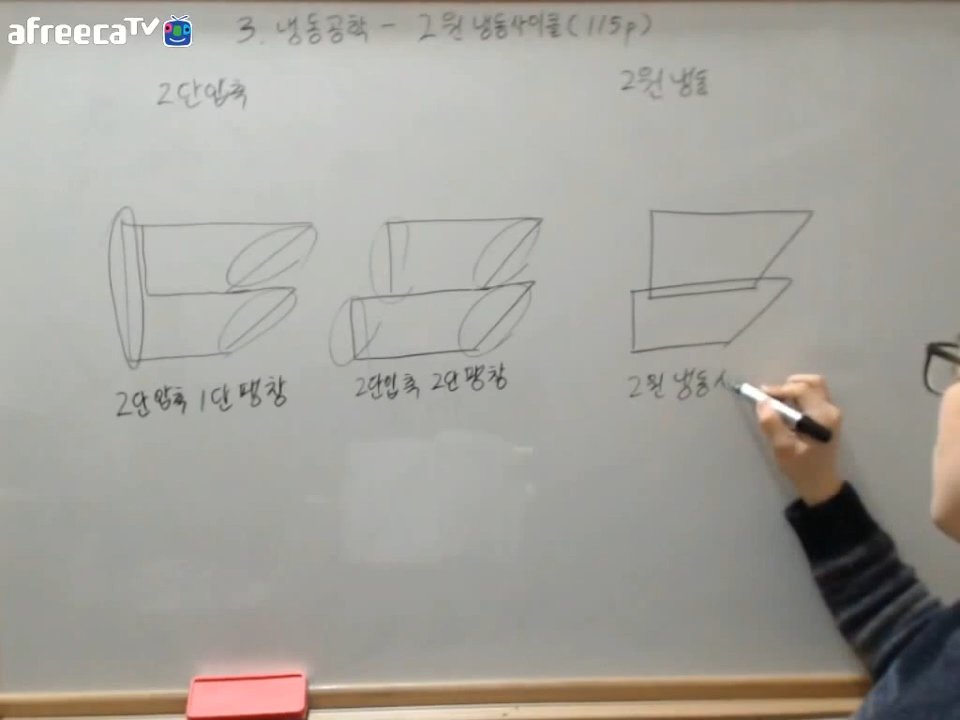 afreecaTV
3. 냉동공학 - 2원 냉동사이클 (115p)
2단압축
2원 냉동
2단압축 1단팽창
2단압축 2단팽창
2원 냉동사